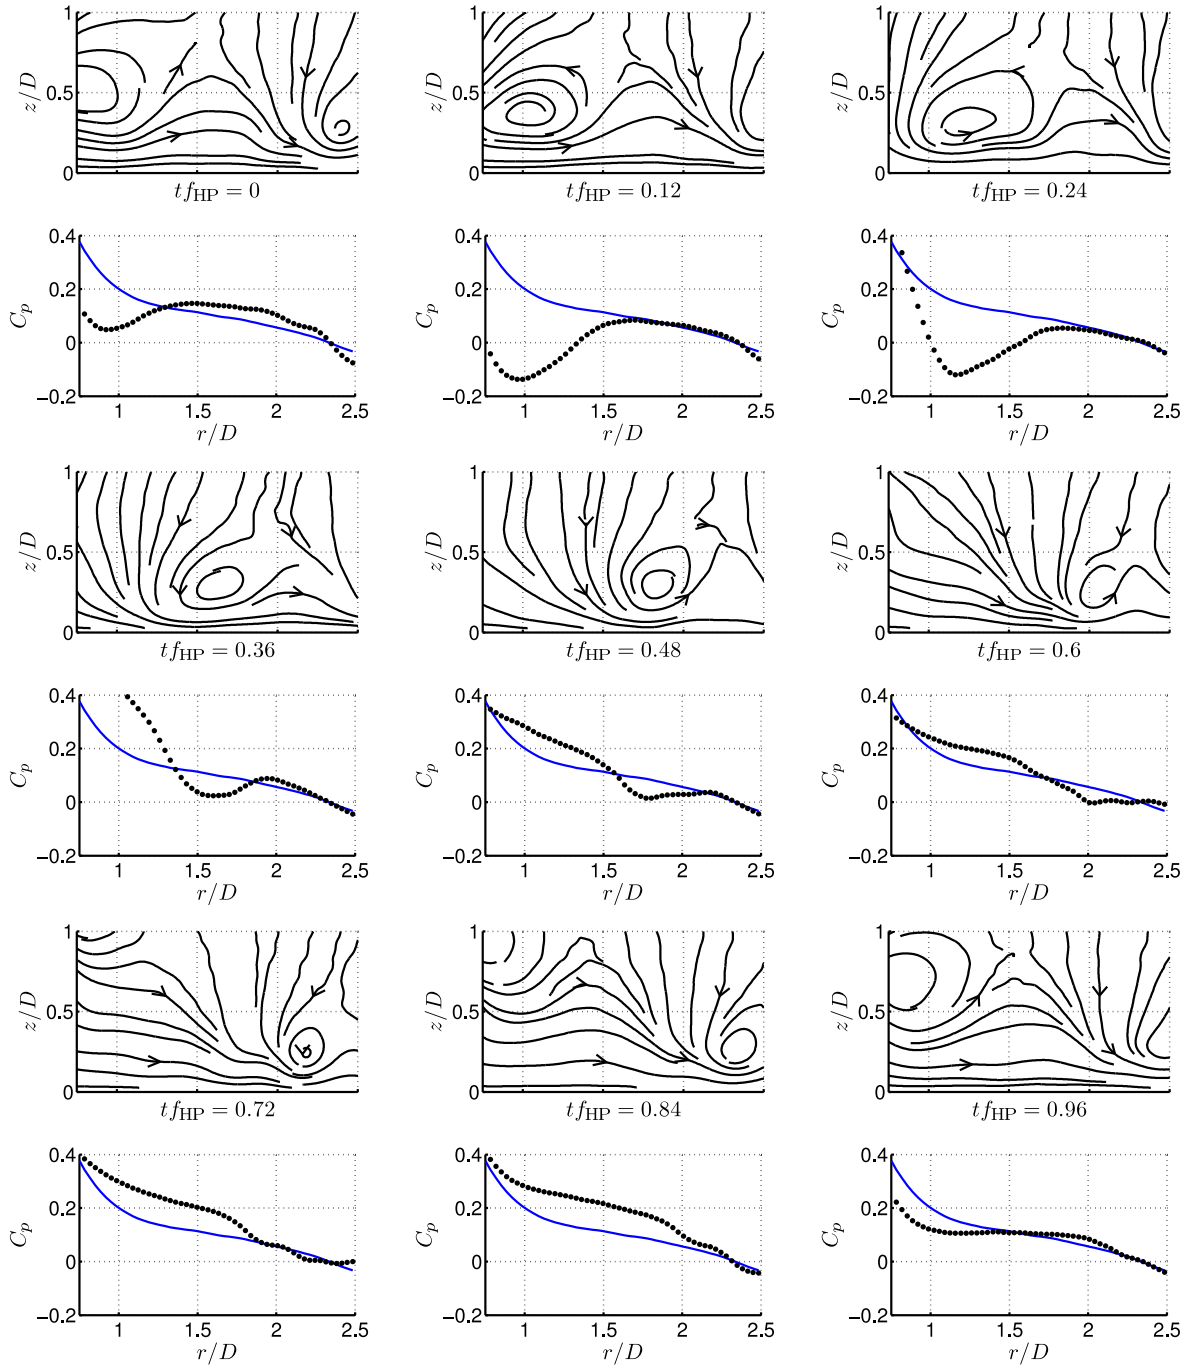 1 1 1
z/D z/D z/D
0.5 0.5 0.5
0 0 0
tf_HP = 0 tf_HP = 0.12 tf_HP = 0.24
0.4 0.4 0.4
0.2 0.2 0.2
C_p C_p C_p
0 0 0
−0.2 −0.2 −0.2
1 1.5 2 2.5 1 1.5 2 2.5 1 1.5 2 2.5
r/D r/D r/D
1 1 1
z/D z/D z/D
0.5 0.5 0.5
0 0 0
tf_HP = 0.36 tf_HP = 0.48 tf_HP = 0.6
0.4 0.4 0.4
0.2 0.2 0.2
C_p C_p C_p
0 0 0
−0.2 −0.2 −0.2
1 1.5 2 2.5 1 1.5 2 2.5 1 1.5 2 2.5
r/D r/D r/D
1 1 1
z/D z/D z/D
0.5 0.5 0.5
0 0 0
tf_HP = 0.72 tf_HP = 0.84 tf_HP = 0.96
0.4 0.4 0.4
0.2 0.2 0.2
C_p C_p C_p
0 0 0
−0.2 −0.2 −0.2
1 1.5 2 2.5 1 1.5 2 2.5 1 1.5 2 2.5
r/D r/D r/D